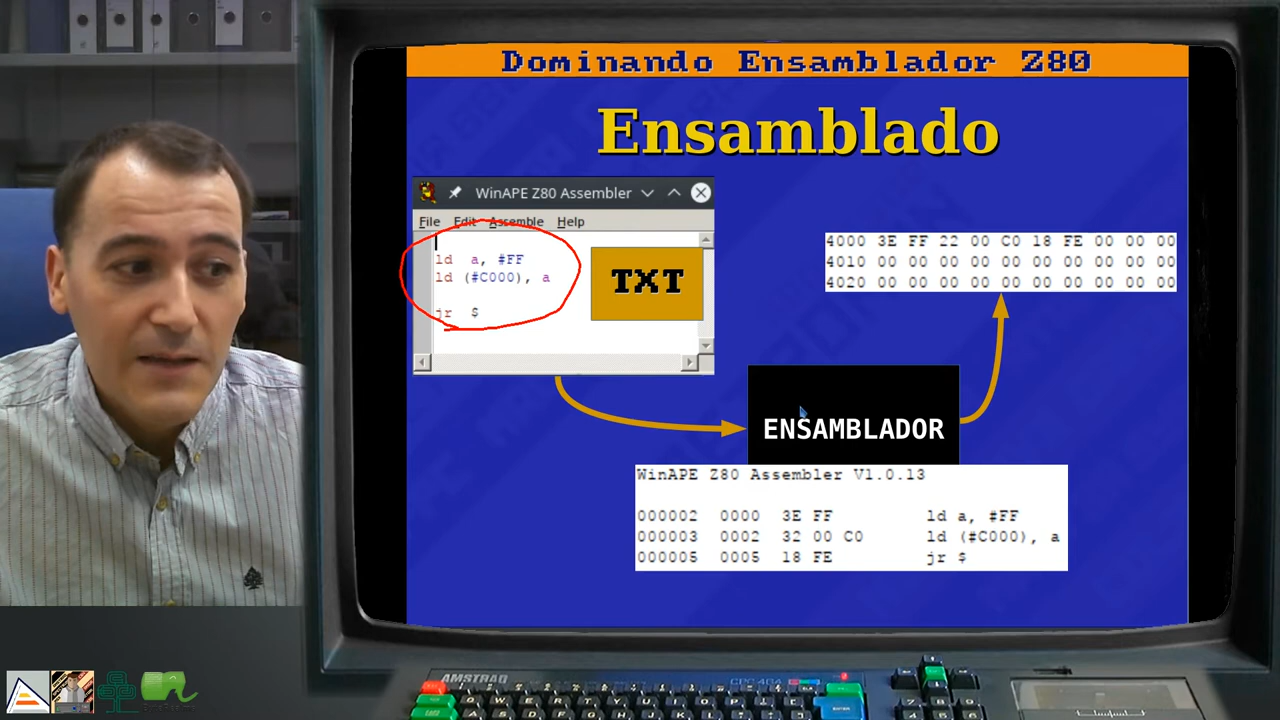 Dominando Ensamblador Z80
Ensamblado
WinAPE Z80 Assembler
File Edit Assemble Help
ld a, #FF
ld (#C000), a
jr $
TXT
4000 3E FF 22 00 C0 18 FE 00 00 00
4010 00 00 00 00 00 00 00 00 00 00
4020 00 00 00 00 00 00 00 00 00 00
ENSAMBLADOR
WinAPE Z80 Assembler V1.0.13
000002 0000 3E FF ld a, #FF
000003 0002 32 00 C0 ld (#C000), a
000005 0005 18 FE jr $
AMSTRAD